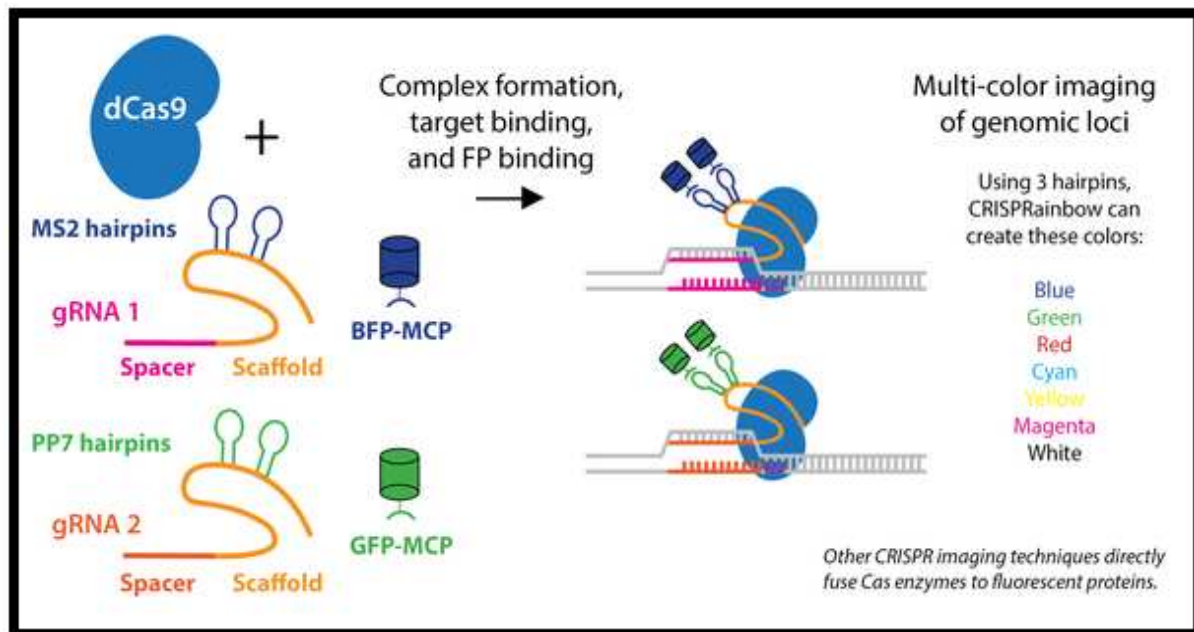 dCas9
+
MS2 hairpins
gRNA 1
Spacer
Scaffold
BFP-MCP
PP7 hairpins
gRNA 2
Spacer
Scaffold
GFP-MCP
Complex formation,
target binding,
and FP binding
Multi-color imaging
of genomic loci
Using 3 hairpins,
CRISPRainbow can
create these colors:
Blue
Green
Red
Cyan
Yellow
Magenta
White
Other CRISPR imaging techniques directly
fuse Cas enzymes to fluorescent proteins.